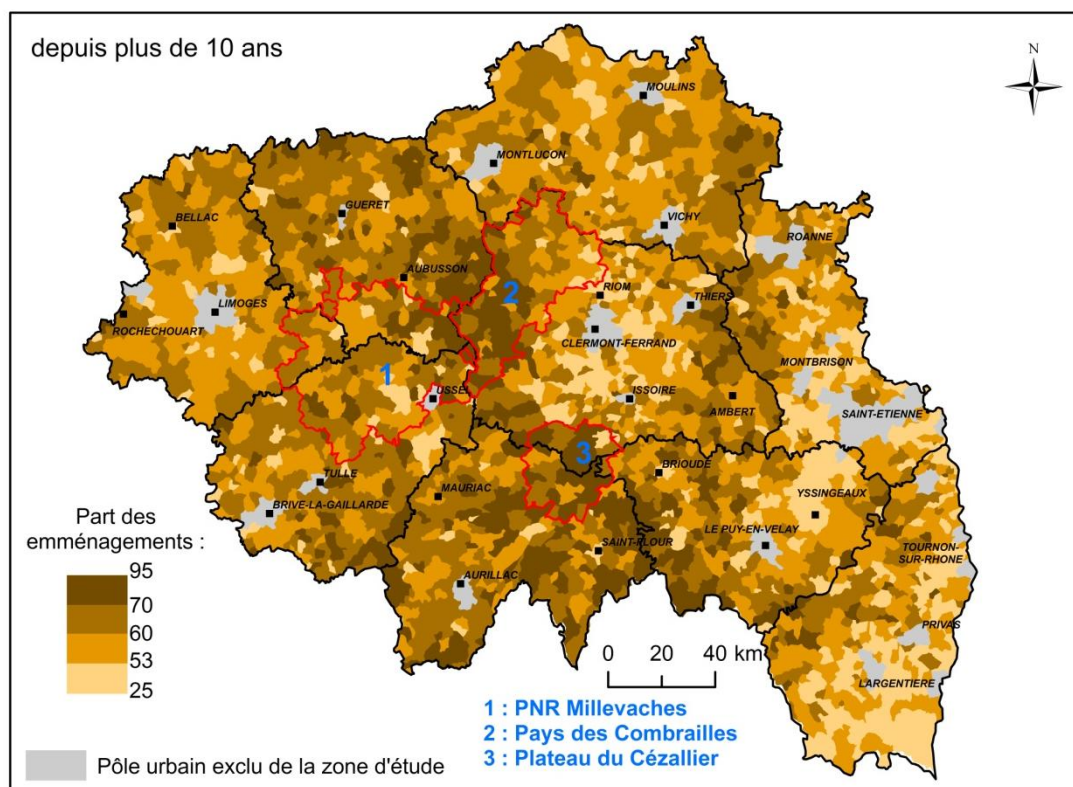 depuis plus de 10 ans
N
MOULINS
MONTLUCON
GUERET
BELLAC
VICHY
ROANNE
AUBUSSON
RIOM
THIERS
LIMOGES
ROCHECHOUART
CLERMONT-FERRAND
MONTBRISON
USSEL
ISSOIRE
AMBERT
SAINT-ETIENNE
BRIOUDE
TULLE
MAURIAC
YSSINGEAUX
BRIVE-LA-GAILLARDE
LE PUY-EN-VELAY
SAINT-FLOUR
TOURNON-
SUR-RHONE
AURILLAC
PRIVAS
LARGENTIERE
1
2
3
Part des
emménagements :
95
70
60
53
25
0 20 40 km
1 : PNR Millevaches
2 : Pays des Combrailles
3 : Plateau du Cézallier
Pôle urbain exclu de la zone d'étude